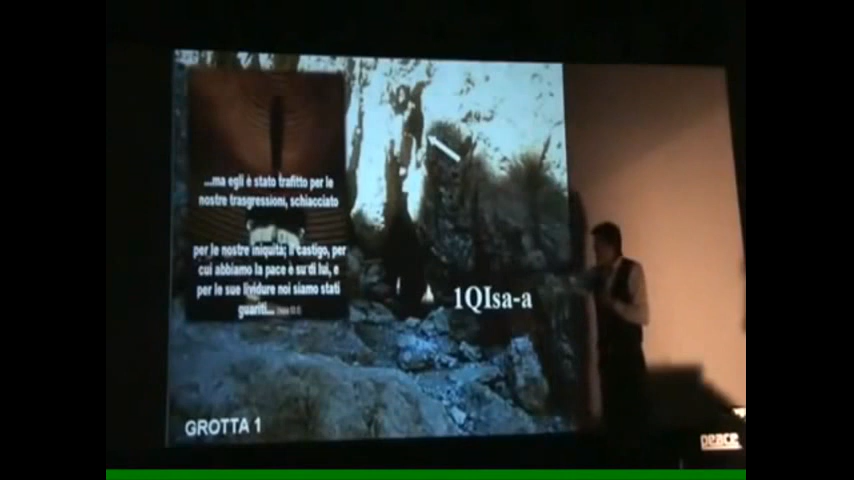 ...ma egli è stato trafitto per le
nostre trasgressioni, schiacciato
per le nostre iniquità; il castigo, per
cui abbiamo la pace è su di lui, e
per le sue lividure noi siamo stati
guariti...
1QIsa-a
GROTTA 1
peace